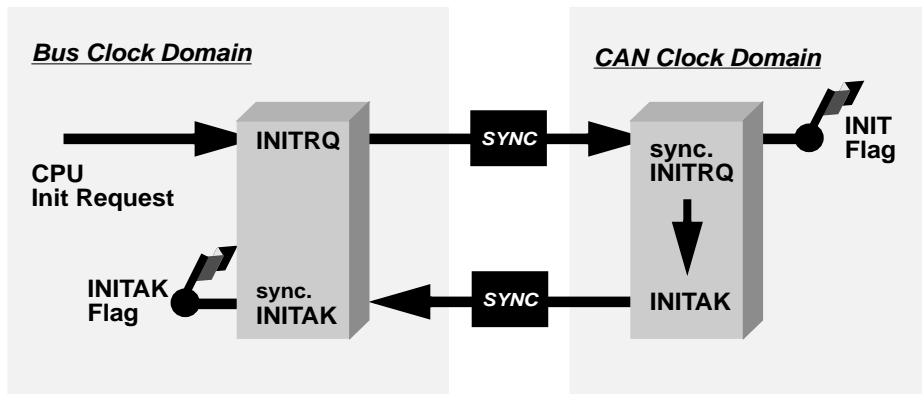 Bus Clock Domain
CAN Clock Domain
CPU
Init Request
INITRQ
SYNC
sync.
INITRQ
INIT
Flag
INITAK
Flag
sync.
INITAK
SYNC
INITAK